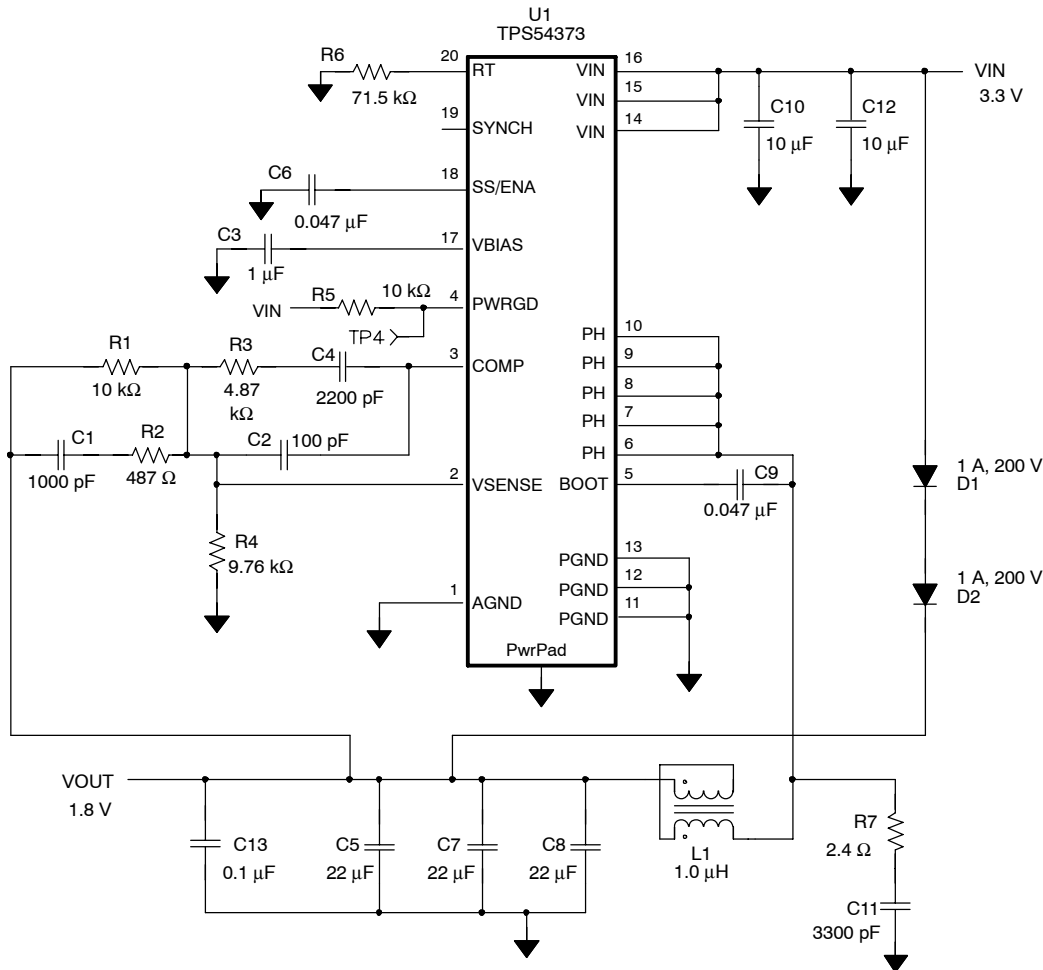 U1
TPS54373
R6
71.5 kΩ
20
RT
19
SYNCH
C6
0.047 μF
18
SS/ENA
C3
1 μF
17
VBIAS
VIN
R5
10 kΩ
4
PWRGD
TP4
R1
10 kΩ
R3
4.87
kΩ
C4
2200 pF
3
COMP
C1
1000 pF
R2
487 Ω
C2
100 pF
2
VSENSE
R4
9.76 kΩ
1
AGND
PwrPad
VIN
16
VIN
15
VIN
14
C10
10 μF
C12
10 μF
VIN
3.3 V
PH
10
PH
9
PH
8
PH
7
PH
6
BOOT
5
C9
0.047 μF
PGND
13
PGND
12
PGND
11
1 A, 200 V
D1
1 A, 200 V
D2
VOUT
1.8 V
C13
0.1 μF
C5
22 μF
C7
22 μF
C8
22 μF
L1
1.0 μH
R7
2.4 Ω
C11
3300 pF